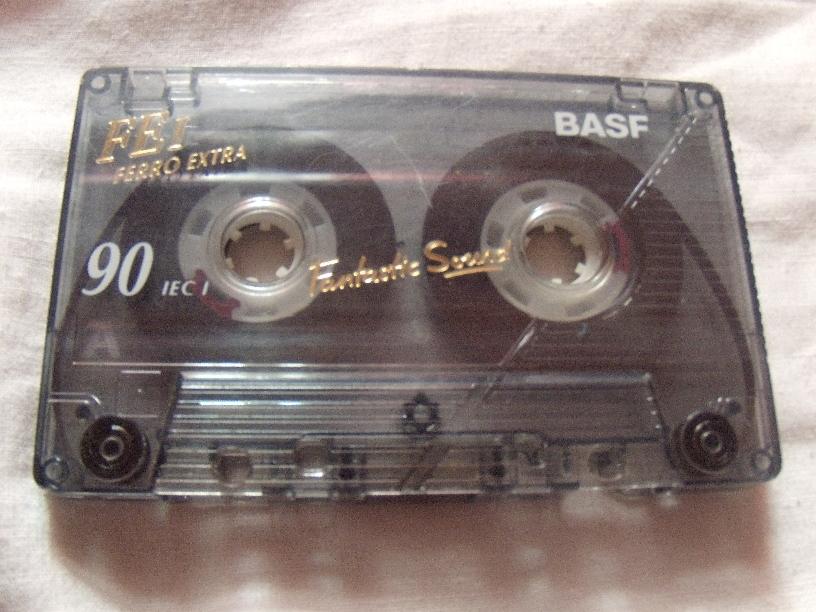 BASF
FE I
FERRO EXTRA
90 IEC I
Fantastic Sound
A